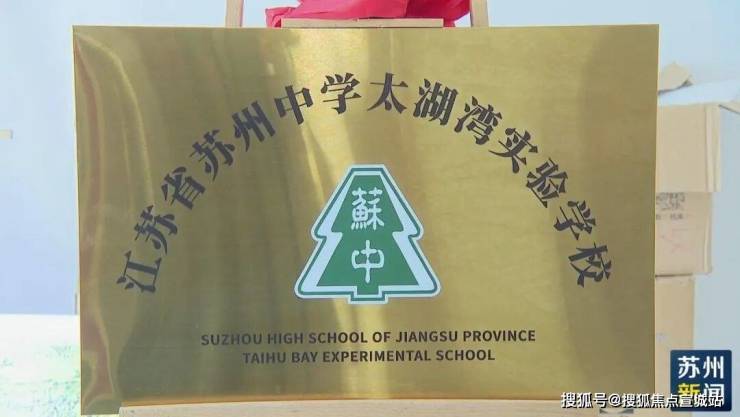 江苏省苏州中学太湖湾实验学校
蘇中
SUZHOU HIGH SCHOOL OF JIANGSU PROVINCE
TAIHU BAY EXPERIMENTAL SCHOOL
苏州
新闻
搜狐号@搜狐焦点宣城站